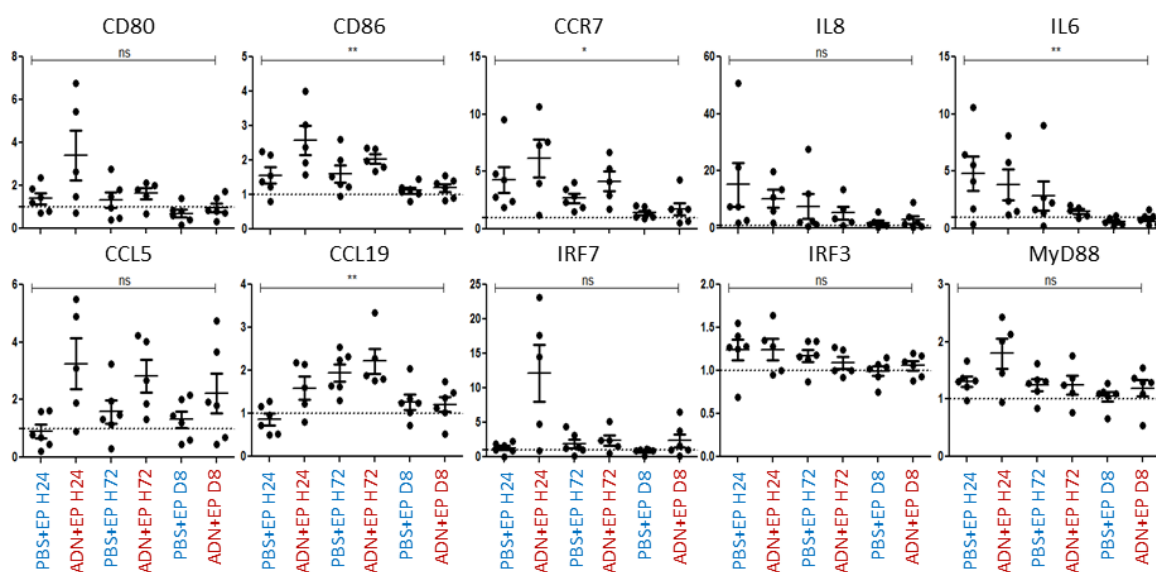 CD80 CD86 CCR7 IL8 IL6
ns ** * ns **
8 6 4 2 0
5 4 3 2 1 0
15 10 5 0
60 40 20 10 0
15 10 5 0
CCL5 CCL19 IRF7 IRF3 MyD88
ns ** ns ns ns
6 4 2 0
4 3 2 1 0
25 20 15 10 5 0
2.0 1.5 1.0 0.5 0.0
3 2 1 0
PBS+EP H24 ADN+EP H24 PBS+EP H72 ADN+EP H72 PBS+EP D8 ADN+EP D8
PBS+EP H24 ADN+EP H24 PBS+EP H72 ADN+EP H72 PBS+EP D8 ADN+EP D8
PBS+EP H24 ADN+EP H24 PBS+EP H72 ADN+EP H72 PBS+EP D8 ADN+EP D8
PBS+EP H24 ADN+EP H24 PBS+EP H72 ADN+EP H72 PBS+EP D8 ADN+EP D8
PBS+EP H24 ADN+EP H24 PBS+EP H72 ADN+EP H72 PBS+EP D8 ADN+EP D8